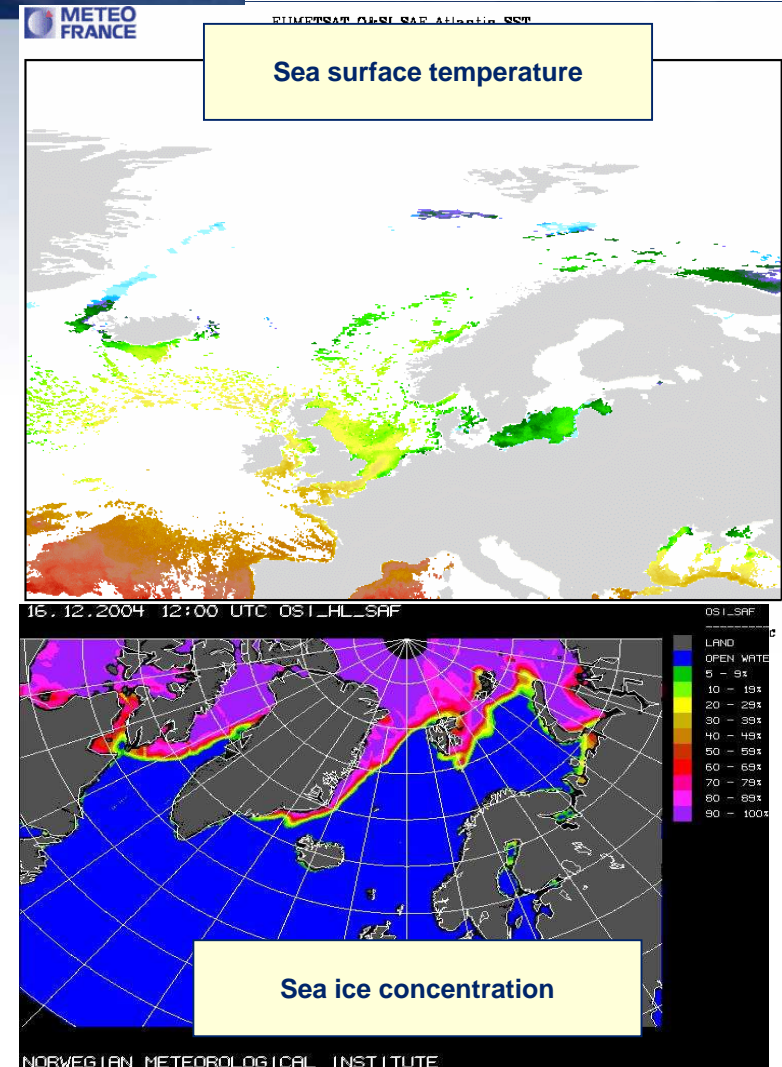 METEO
FRANCE
EUMETSAT O&SI SAF Atlantic SST
Sea surface temperature
16.12.2004 12:00 UTC OSI_HL_SAF
OSI_SAF
----------
c
LAND
OPEN WATE
5 - 9%
10 - 19%
20 - 29%
30 - 39%
40 - 49%
50 - 59%
60 - 69%
70 - 79%
80 - 89%
90 - 100%
Sea ice concentration
NORWEGIAN METEOROLOGICAL INSTITUTE